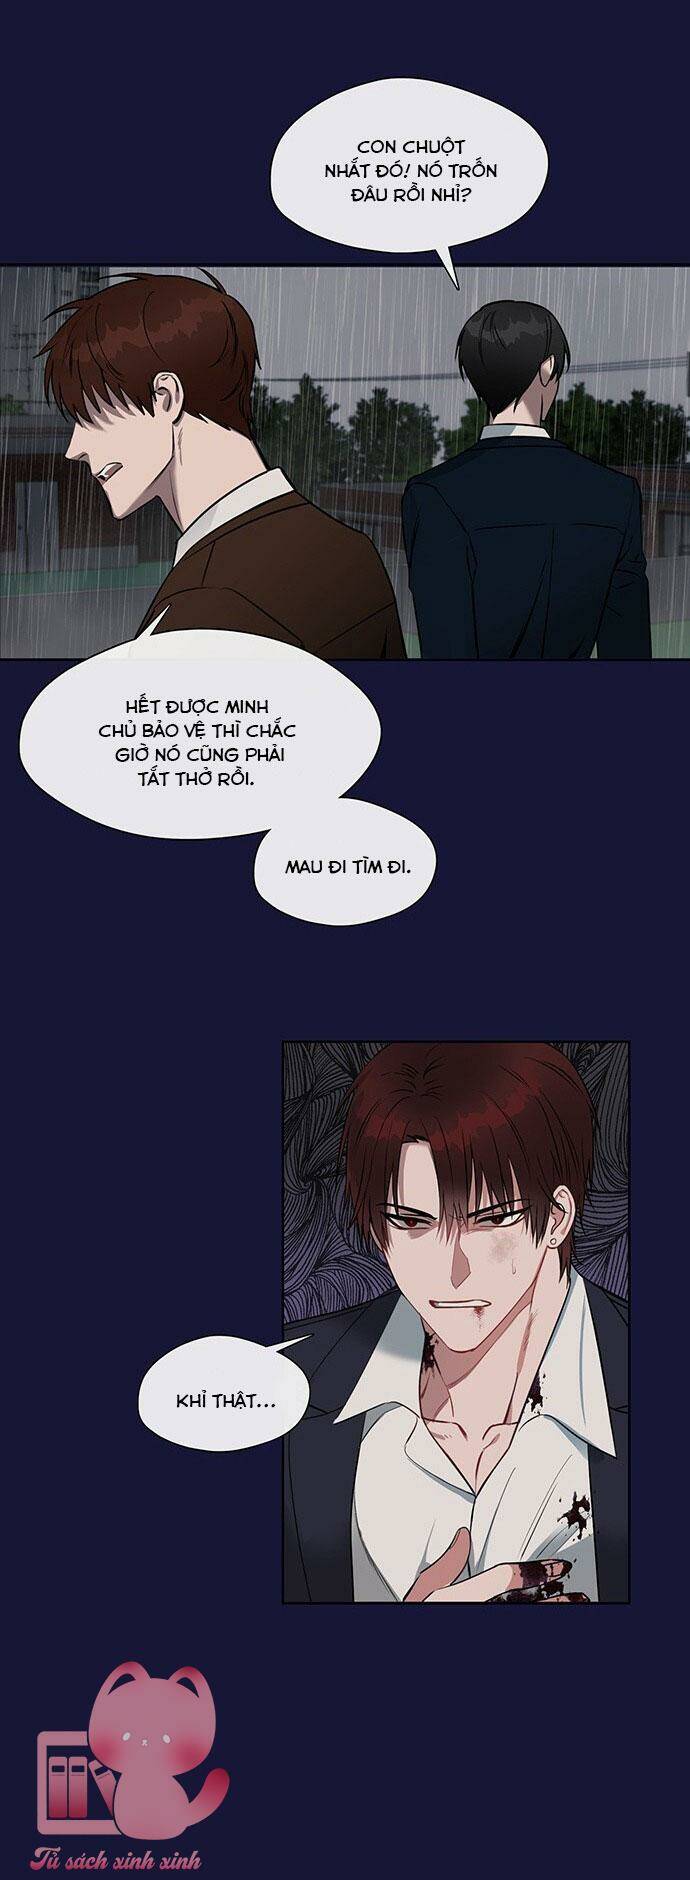 CON CHUỘT
NHẮT ĐÓ! NÓ TRỐN
ĐÂU RỒI NHỈ?
HẾT ĐƯỢC MINH
CHỦ BẢO VỆ THÌ CHẮC
GIỜ NÓ CŨNG PHẢI
TẮT THỞ RỒI.
MAU ĐI TÌM ĐI.
KHỈ THẬT...
Tủ sách xinh xinh